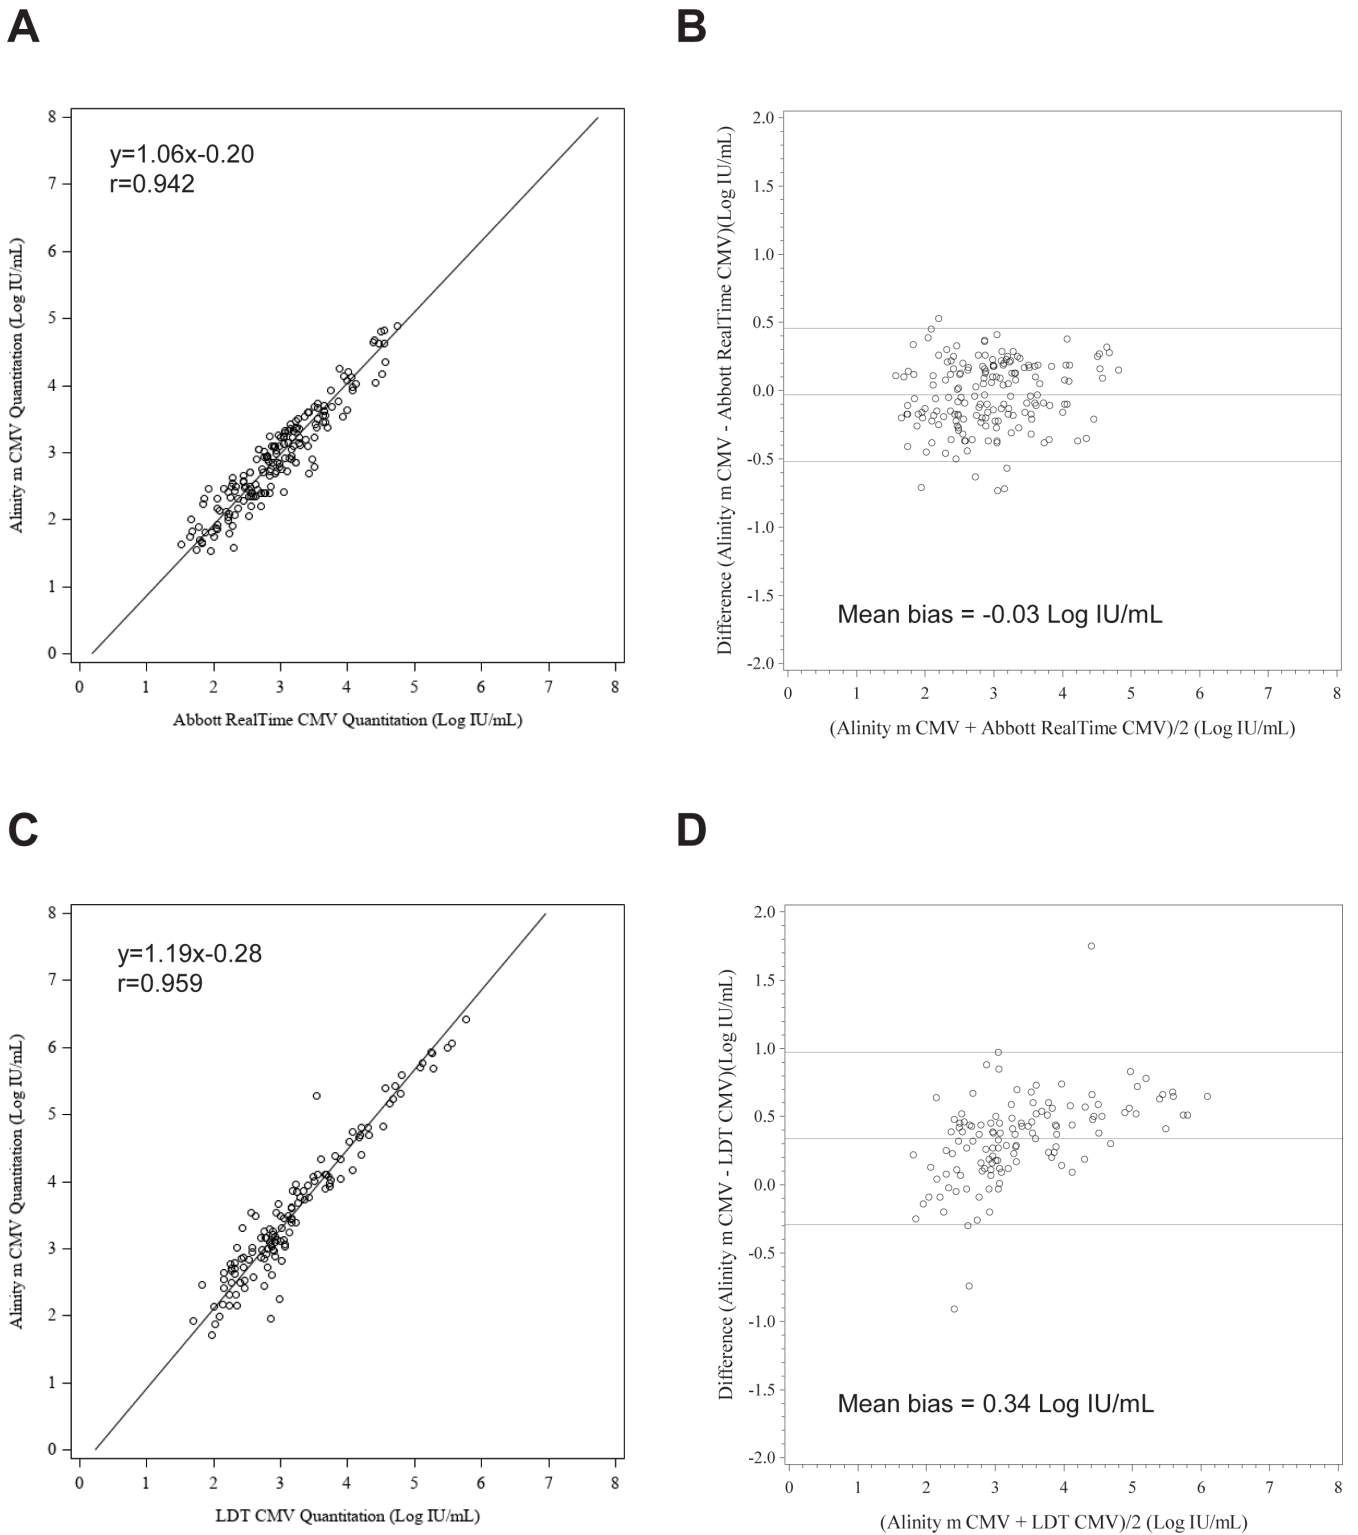 A
B
8
7
6
5
4
3
2
1
0
y=1.06x-0.20
r=0.942
Alinity m CMV Quantitation (Log IU/mL)
0 1 2 3 4 5 6 7 8
Abbott RealTime CMV Quantitation (Log IU/mL)
2.0
1.5
1.0
0.5
0.0
-0.5
-1.0
-1.5
-2.0
Difference (Alinity m CMV - Abbott RealTime CMV)(Log IU/mL)
Mean bias = -0.03 Log IU/mL
0 1 2 3 4 5 6 7 8
(Alinity m CMV + Abbott RealTime CMV)/2 (Log IU/mL)
C
D
8
7
6
5
4
3
2
1
0
y=1.19x-0.28
r=0.959
Alinity m CMV Quantitation (Log IU/mL)
0 1 2 3 4 5 6 7 8
LDT CMV Quantitation (Log IU/mL)
2.0
1.5
1.0
0.5
0.0
-0.5
-1.0
-1.5
-2.0
Difference (Alinity m CMV - LDT CMV)(Log IU/mL)
Mean bias = 0.34 Log IU/mL
0 1 2 3 4 5 6 7 8
(Alinity m CMV + LDT CMV)/2 (Log IU/mL)